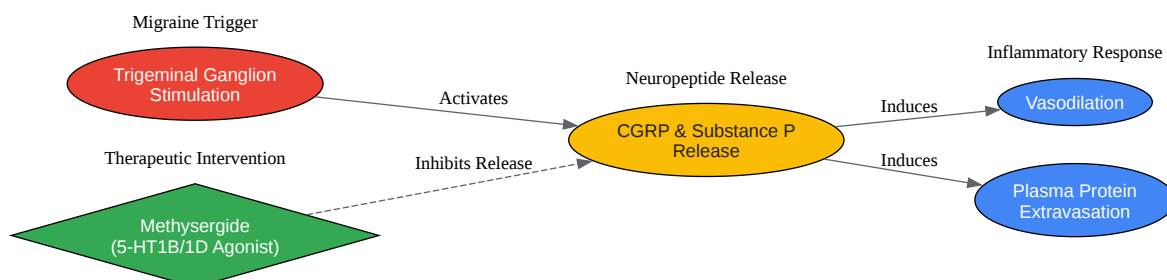 Migraine Trigger
Trigeminal Ganglion
Stimulation
Activates
Therapeutic Intervention
Methysergide
(5-HT1B/1D Agonist)
Inhibits Release
Neuropeptide Release
CGRP & Substance P
Release
Induces
Induces
Inflammatory Response
Vasodilation
Plasma Protein
Extravasation